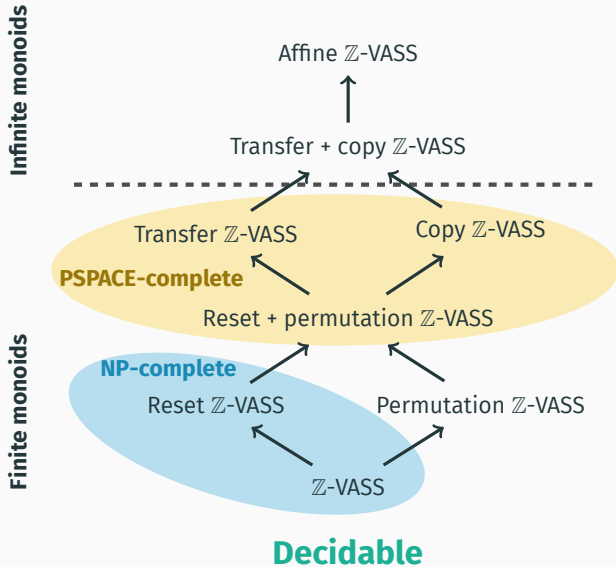 Infinite monoids
Affine ℤ-VASS
Transfer + copy ℤ-VASS
Transfer ℤ-VASS
Copy ℤ-VASS
PSPACE-complete
Reset + permutation ℤ-VASS
Finite monoids
NP-complete
Reset ℤ-VASS
Permutation ℤ-VASS
ℤ-VASS
Decidable